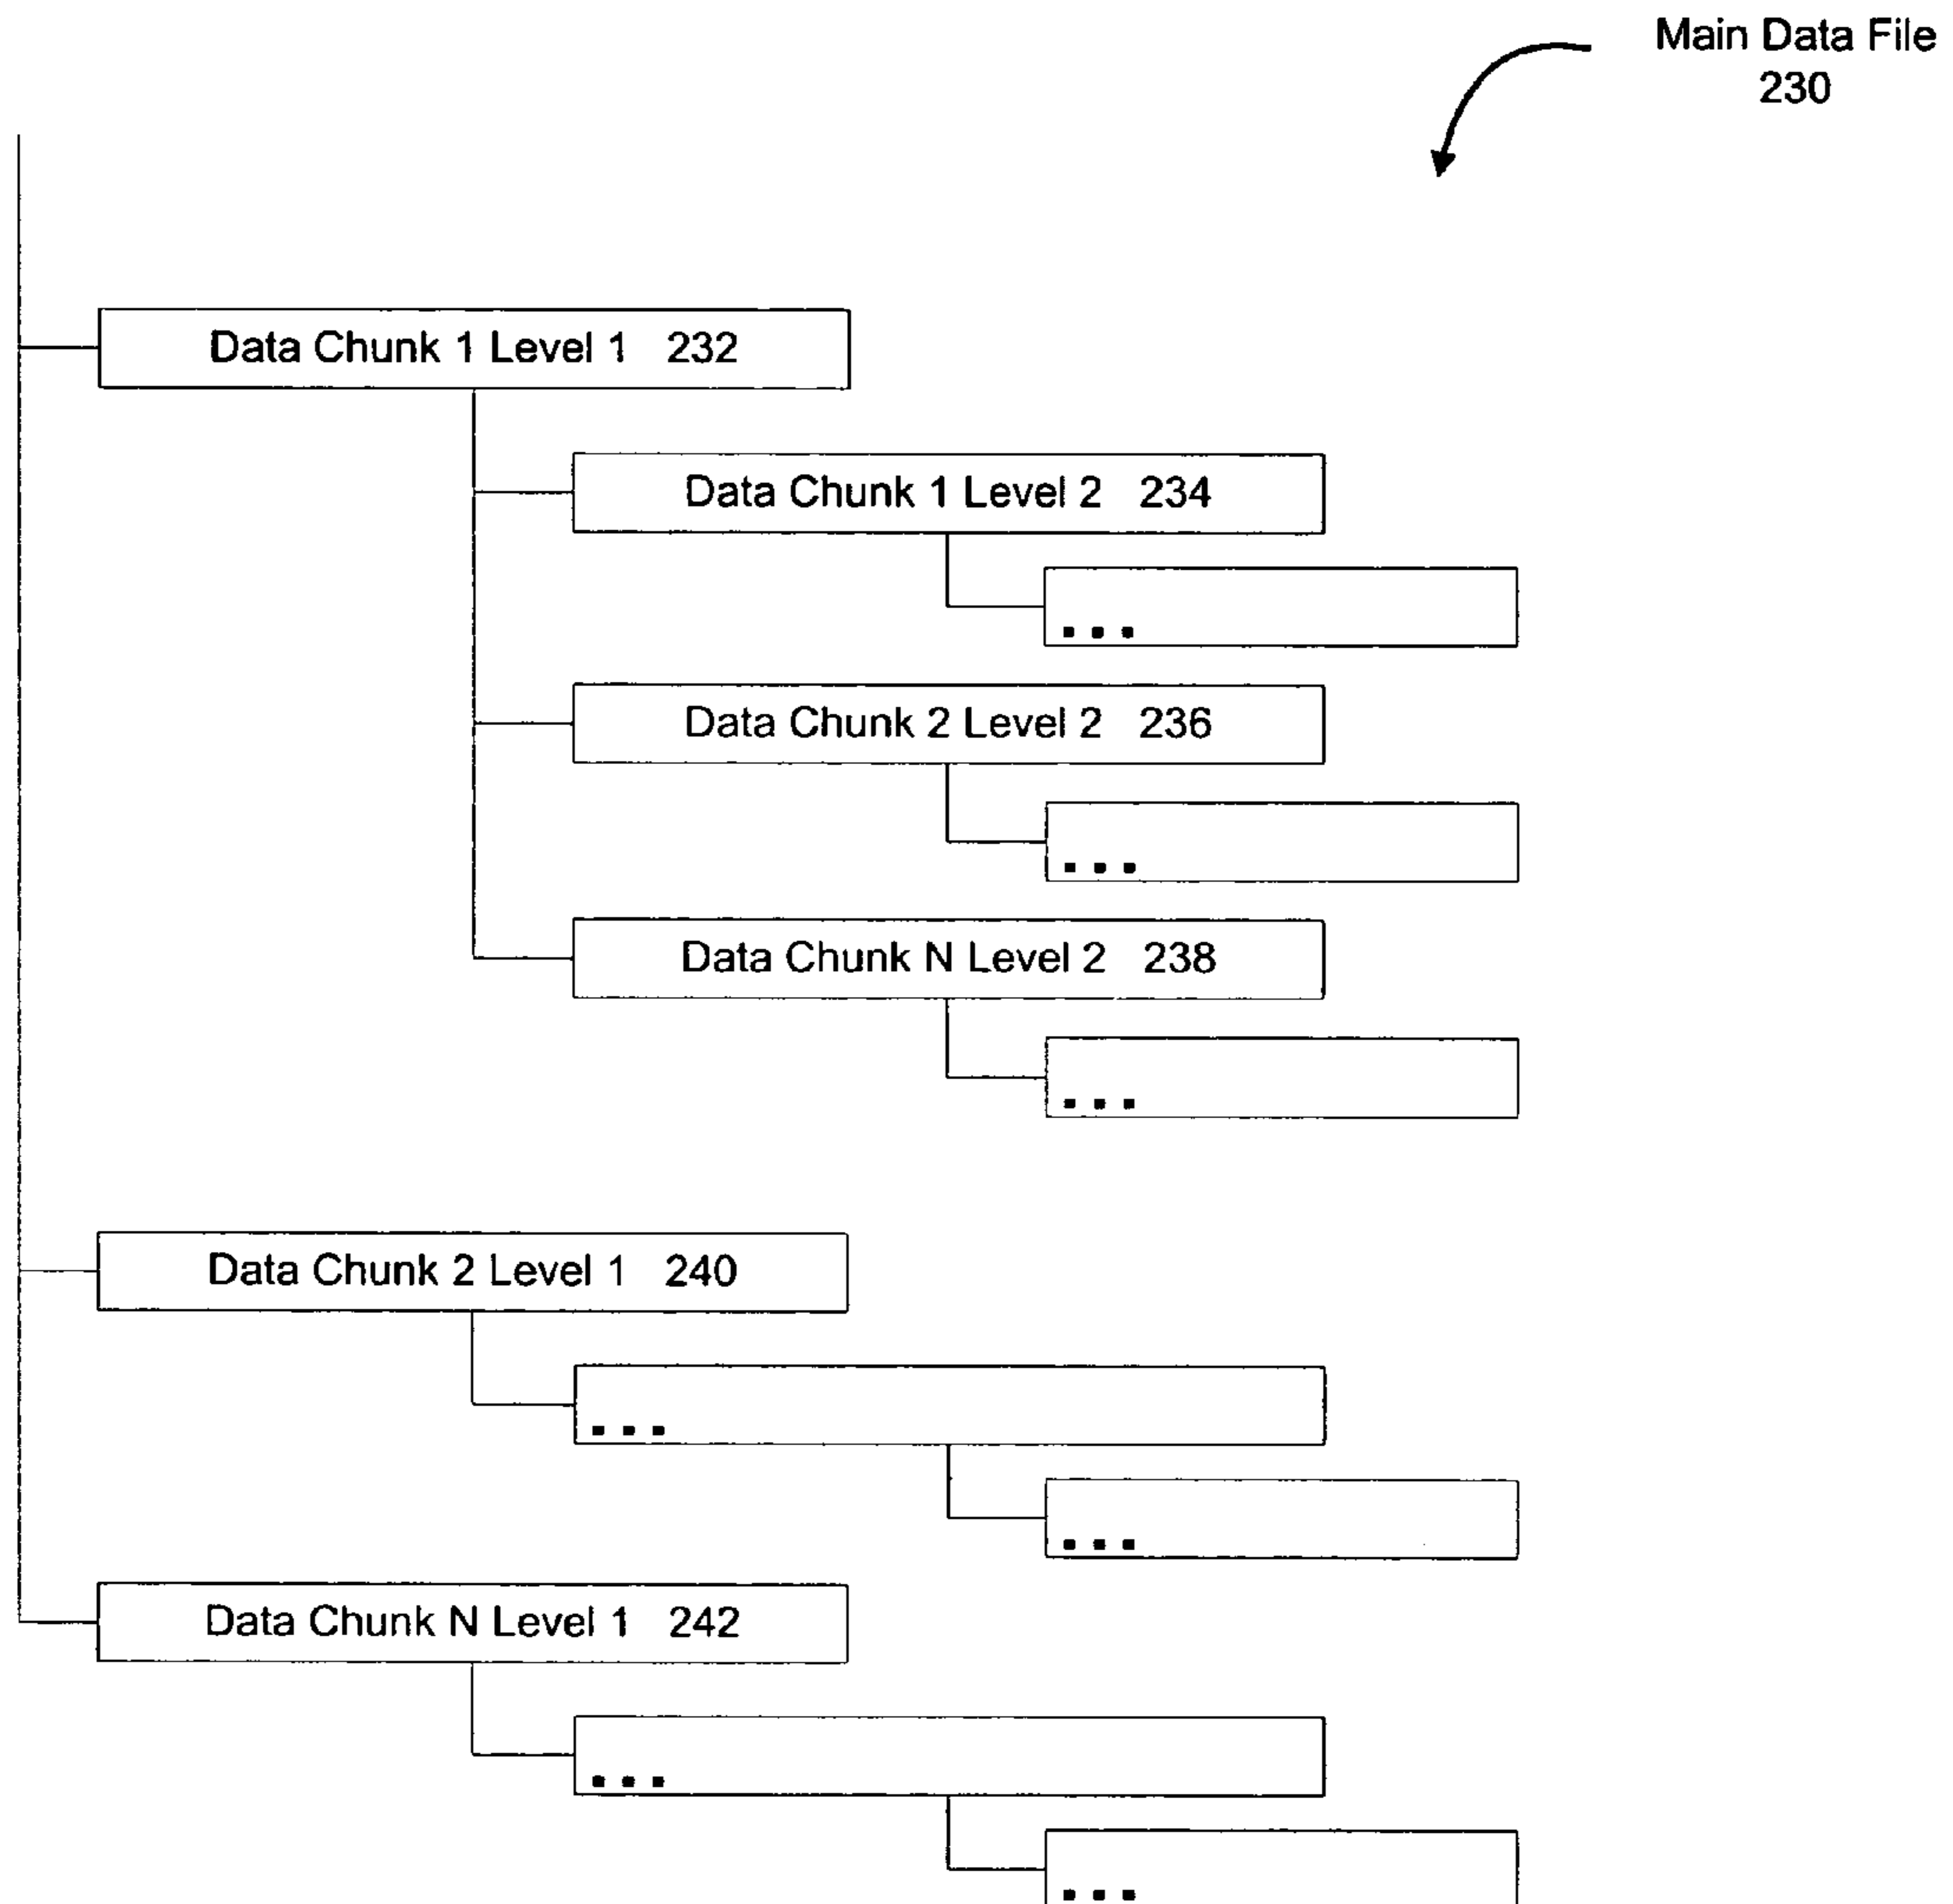 Main Data File
230
Data Chunk 1 Level 1 232
Data Chunk 1 Level 2 234
...
Data Chunk 2 Level 2 236
...
Data Chunk N Level 2 238
...
Data Chunk 2 Level 1 240
...
...
Data Chunk N Level 1 242
...
...